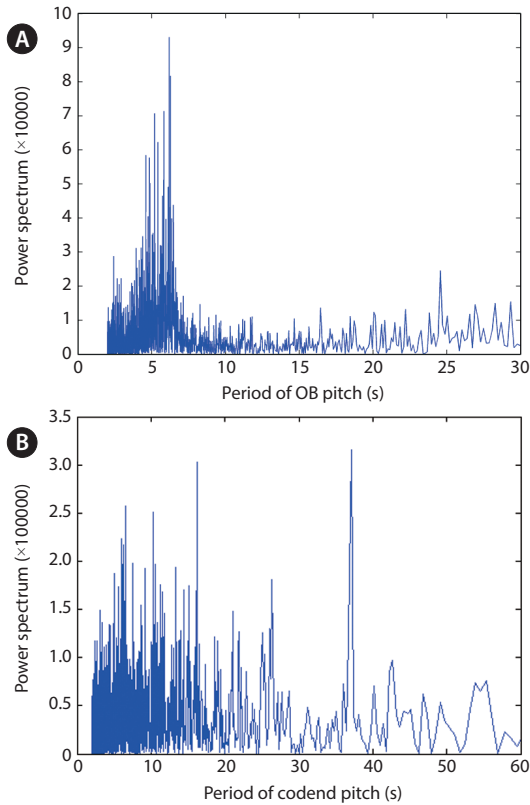 A
10
9
8
7
6
5
4
3
2
1
0
Power spectrum (×10000)
0 5 10 15 20 25 30
Period of OB pitch (s)
B
3.5
3.0
2.5
2.0
1.5
1.0
0.5
0
Power spectrum (×100000)
0 10 20 30 40 50 60
Period of codend pitch (s)